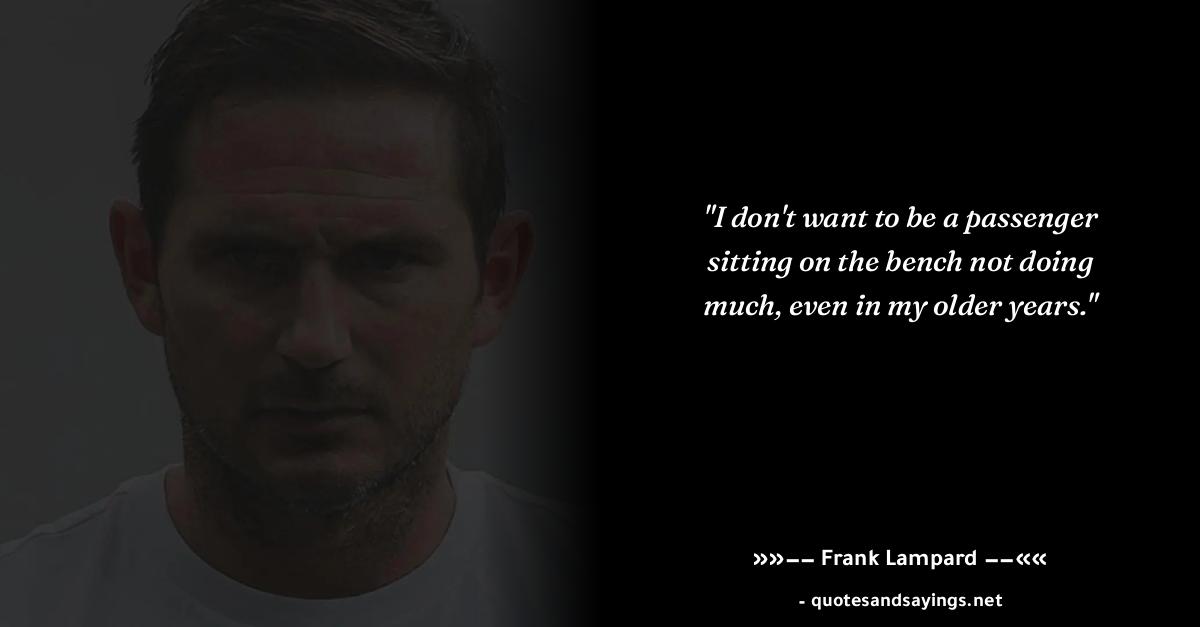 "I don't want to be a passenger
sitting on the bench not doing
much, even in my older years."
»»−− Frank Lampard −−««
- quotesandsayings.net